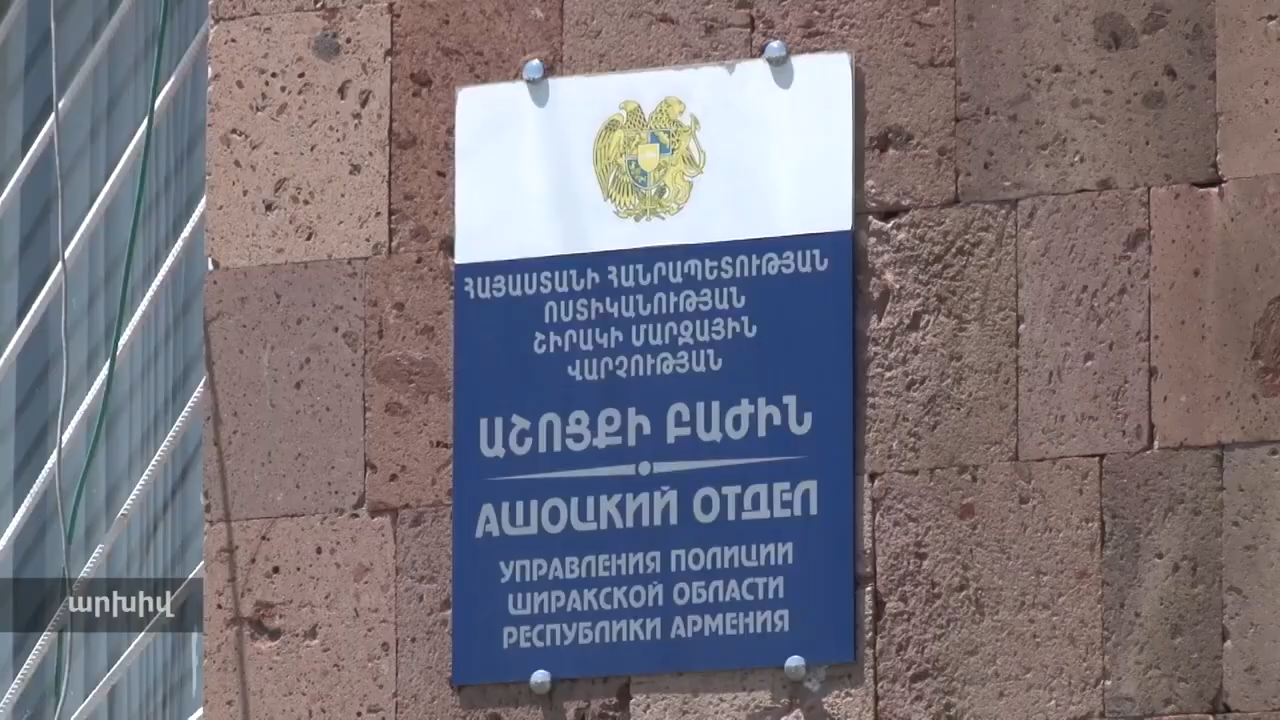 ՀԱՅԱՍՏԱՆԻ ՀԱՆՐԱՊԵՏՈՒԹՅԱՆ
ՈՍՏԻԿԱՆՈՒԹՅԱՆ
ՇԻՐԱԿԻ ՄԱՐԶԱՅԻՆ
ՎԱՐՉՈՒԹՅԱՆ
ԱՇՈՑՔԻ ԲԱԺԻՆ
АШОЦКИЙ ОТДЕЛ
УПРАВЛЕНИЯ ПОЛИЦИИ
ШИРАКСКОЙ ОБЛАСТИ
РЕСПУБЛИКИ АРМЕНИЯ
արխիվ